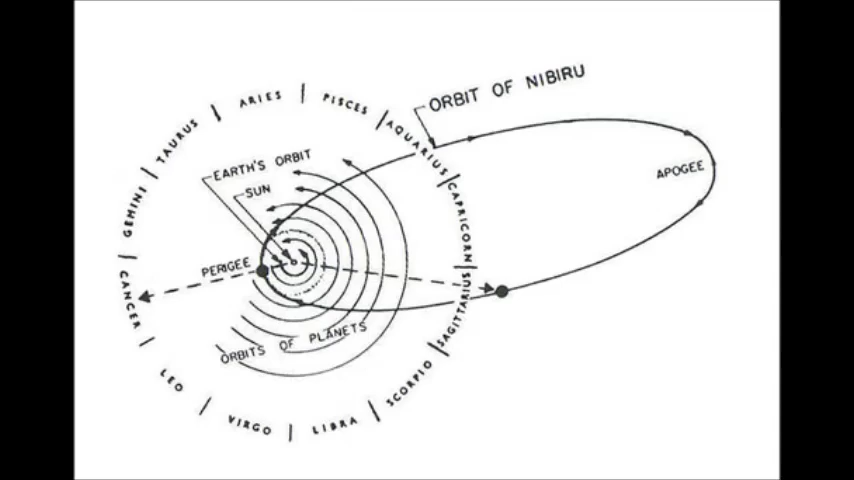 ORBIT OF NIBIRU
ARIES
PISCES
AQUARIUS
CAPRICORN
SAGITTARIUS
SCORPIO
LIBRA
VIRGO
LEO
CANCER
GEMINI
TAURUS
EARTH'S ORBIT
SUN
APOGEE
PERIGEE
ORBITS OF PLANETS